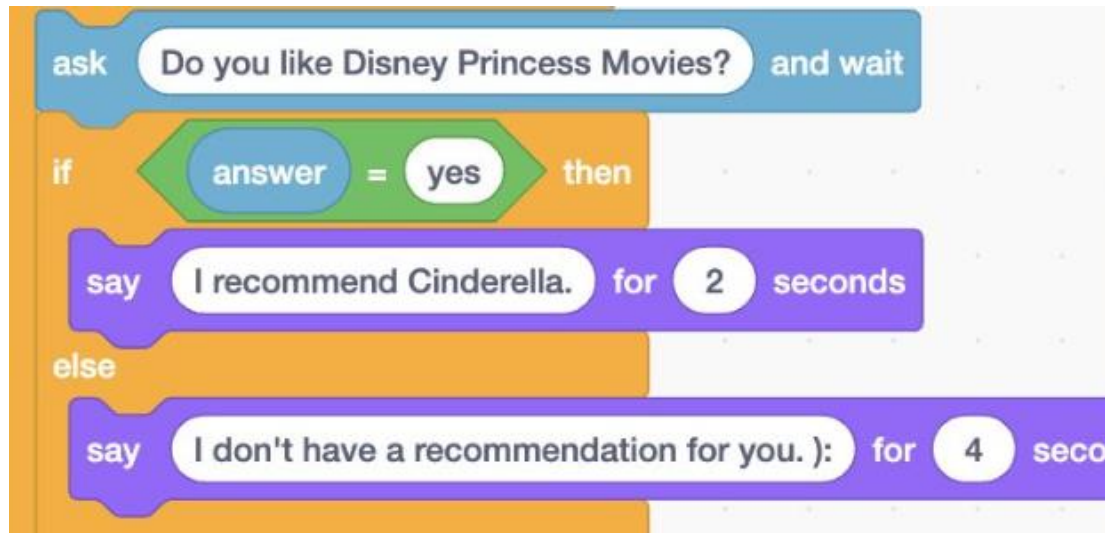 ask Do you like Disney Princess Movies? and wait
if answer = yes then
say I recommend Cinderella. for 2 seconds
else
say I don't have a recommendation for you. ): for 4 seco